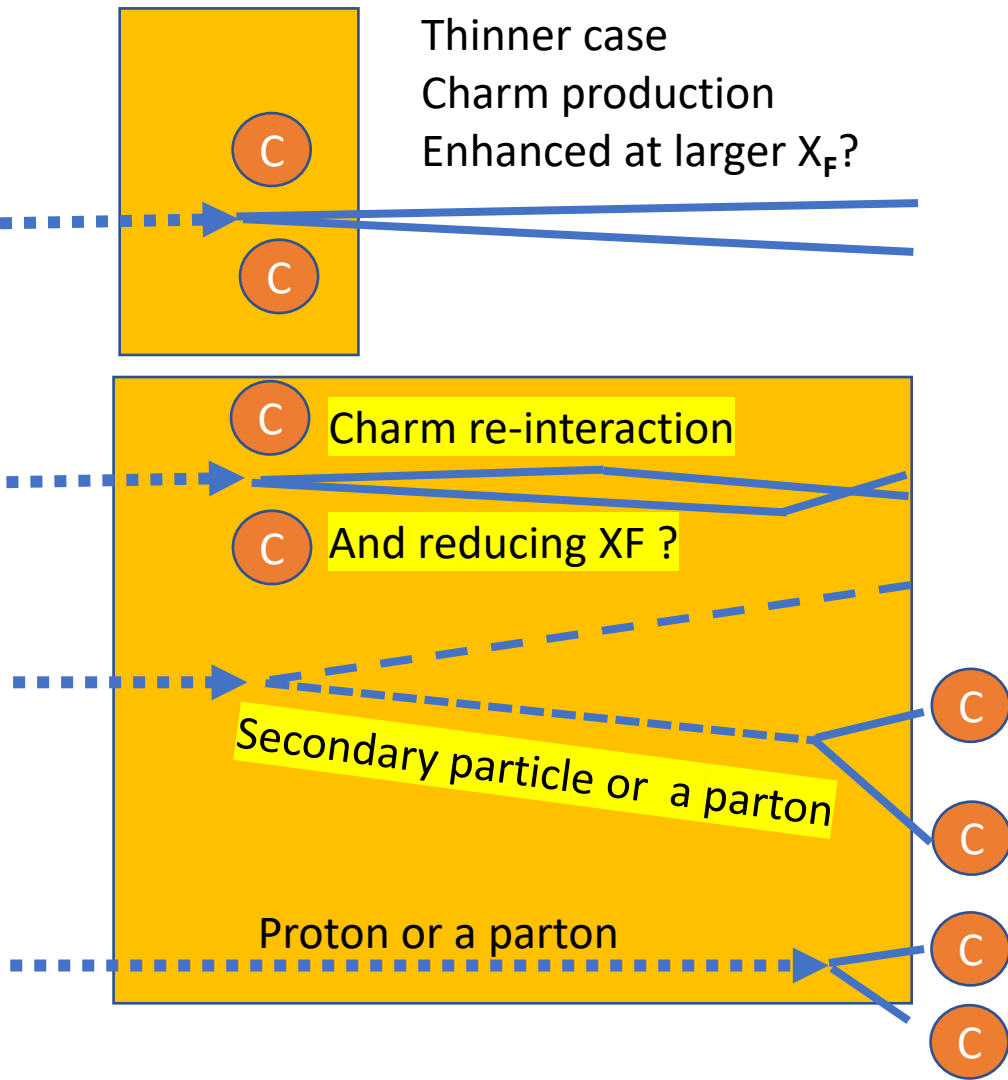 Thinner case
Charm production
Enhanced at larger XF?
C
C
C
Charm re-interaction
C
And reducing XF ?
Secondary particle or a parton
C
C
Proton or a parton
C
C